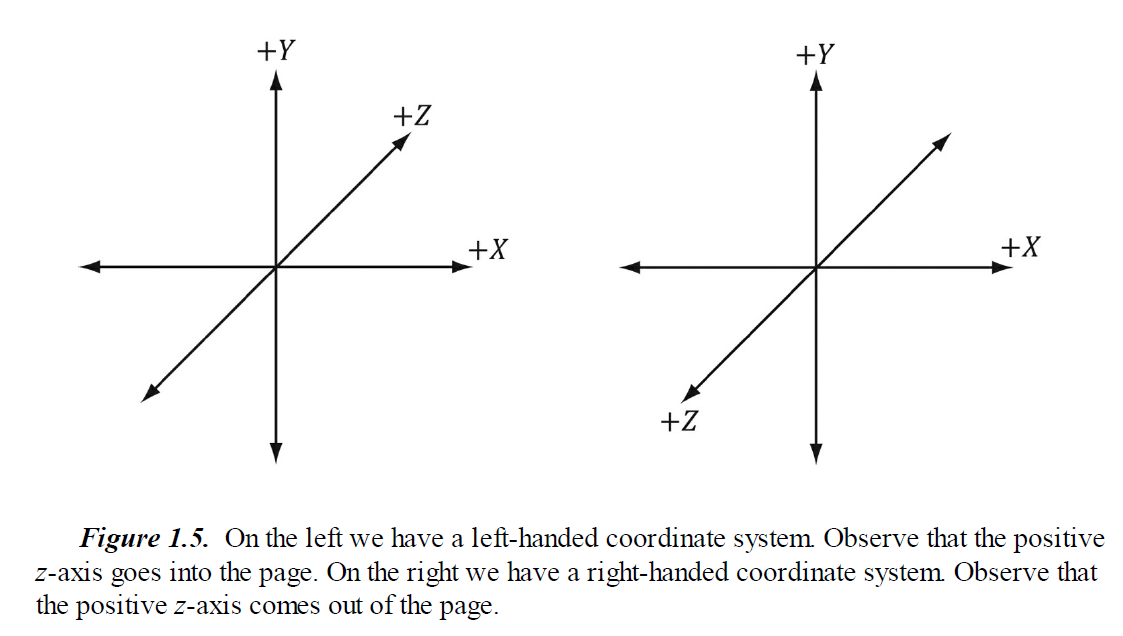 +Y
+Z
+X
+Y
+X
+Z
Figure 1.5. On the left we have a left-handed coordinate system. Observe that the positive
z-axis goes into the page. On the right we have a right-handed coordinate system. Observe that
the positive z-axis comes out of the page.